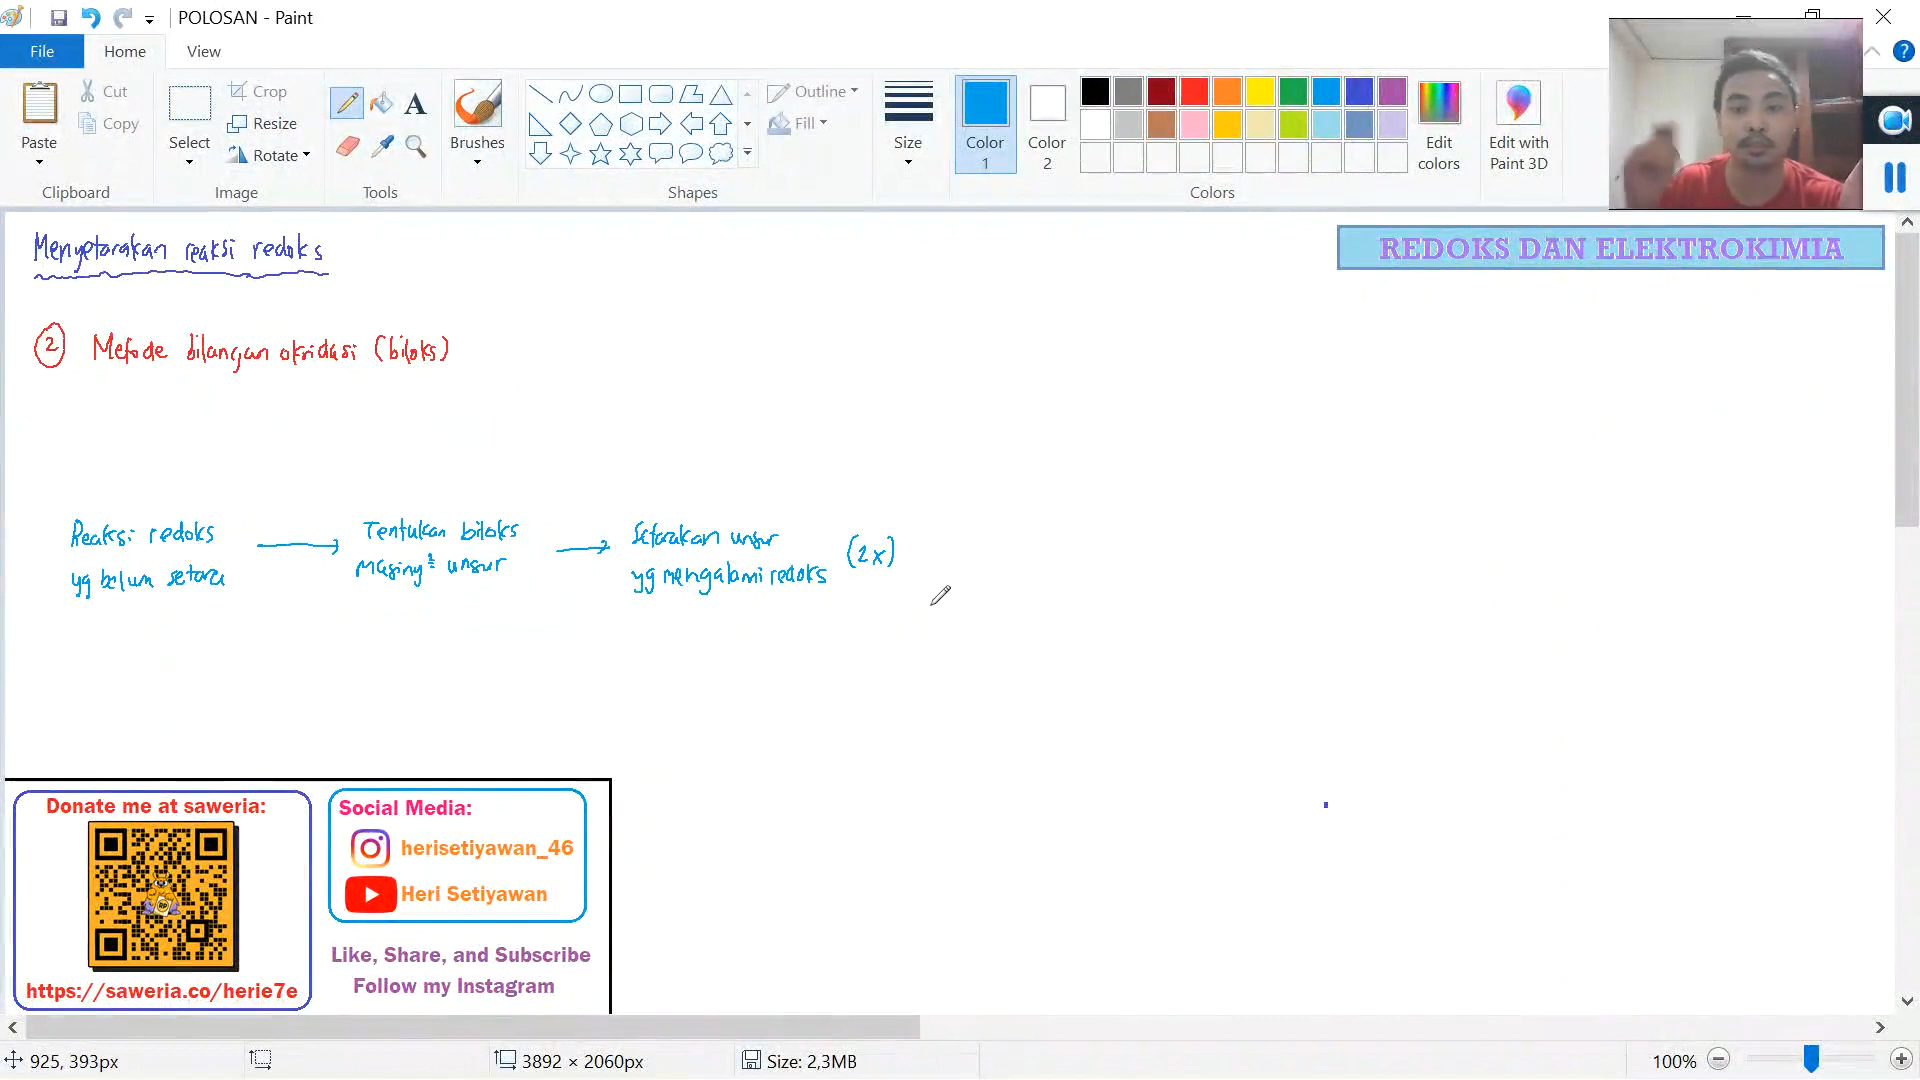 POLOSAN - Paint
File
Home
View
Paste
Cut
Copy
Clipboard
Select
Crop
Resize
Rotate
Image
Tools
Brushes
Shapes
Outline
Fill
Size
Color
1
Color
2
Colors
Edit
colors
Edit with
Paint 3D
Menyetarakan reaksi redoks
REDOKS DAN ELEKTROKIMIA
2 Metode bilangan oksidasi (biloks)
Reaksi redoks
yg belum setara
Tentukan biloks
masing² unsur
Setarakan unsur
yg mengalami redoks
(2x)
Donate me at saweria:
https://saweria.co/herie7e
Social Media:
herisetiyawan_46
Heri Setiyawan
Like, Share, and Subscribe
Follow my Instagram
925, 393px
3892 × 2060px
Size: 2,3MB
100%